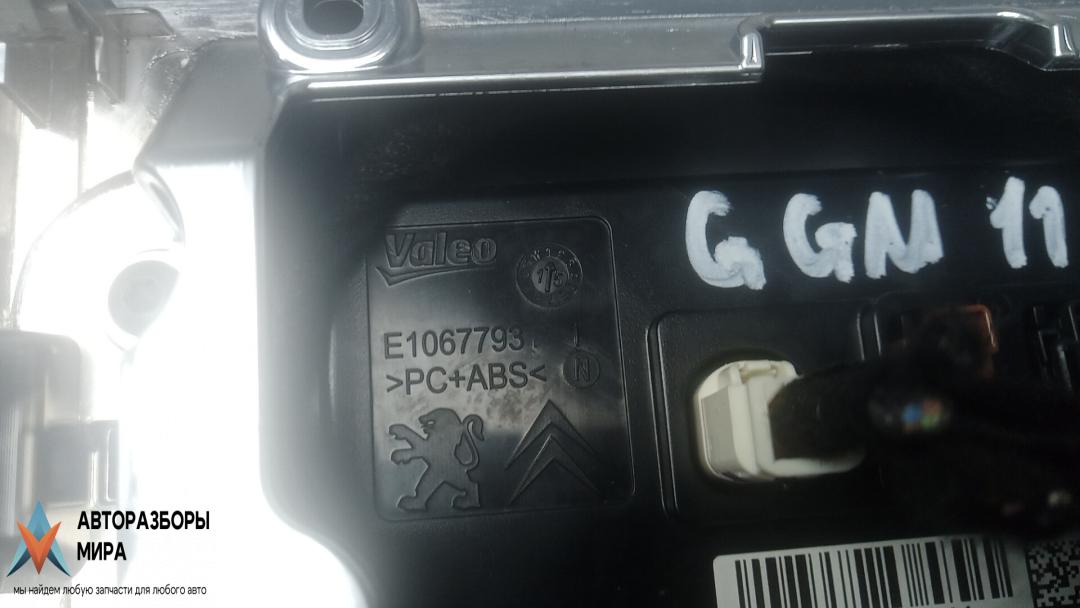 G GGN 11
Valeo
E1067793
>PC+ABS<
N
АВТОРАЗБОРЫ
МИРА
мы найдем любую запчасти для любого авто